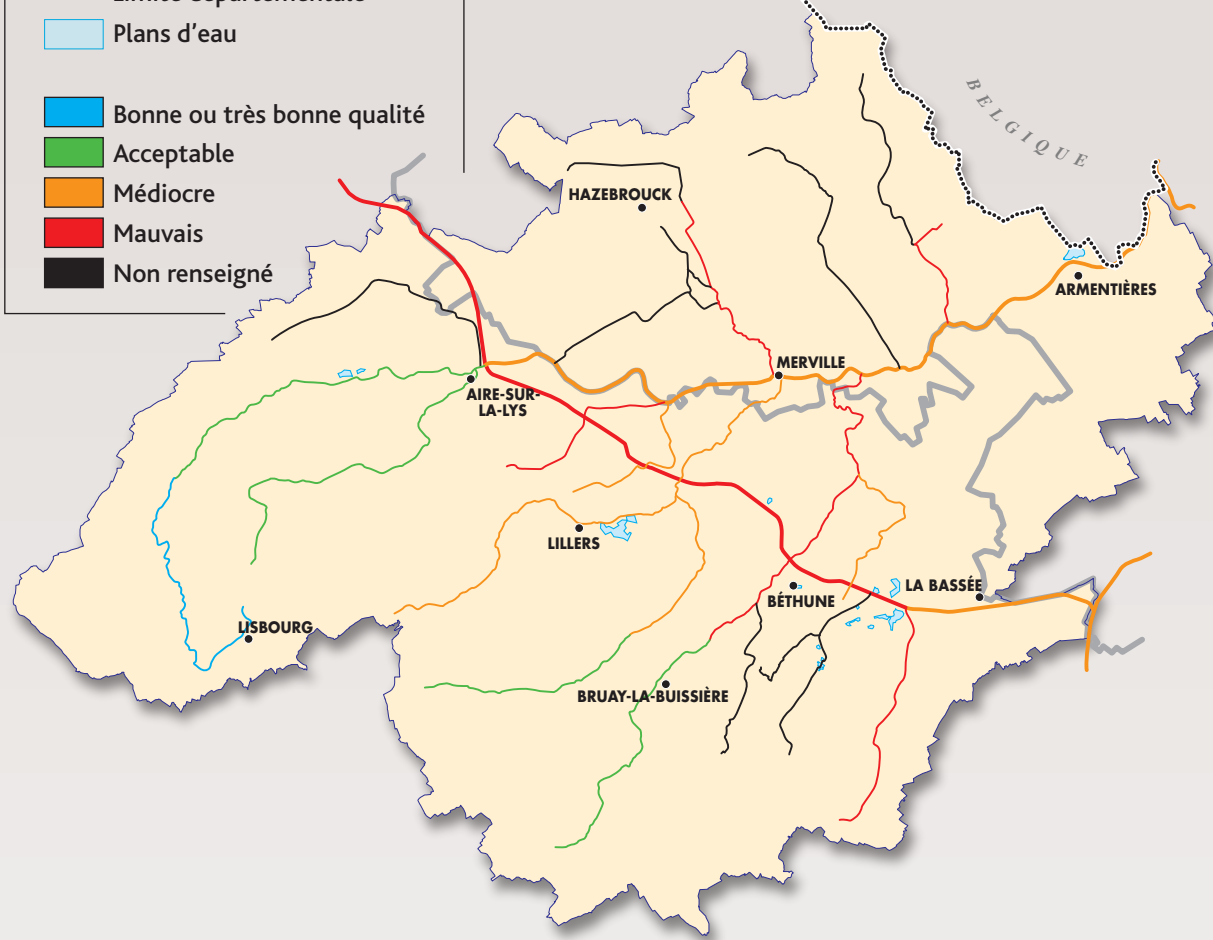 Plans d'eau
Bonne ou très bonne qualité
Acceptable
Médiocre
Mauvais
Non renseigné
BELGIQUE
HAZEBROUCK
ARMENTIÈRES
MERVILLE
AIRE-SUR-
LA-LYS
LILLERS
LA BASSÉE
BÉTHUNE
LISBOURG
BRUAY-LA-BUISSIÈRE